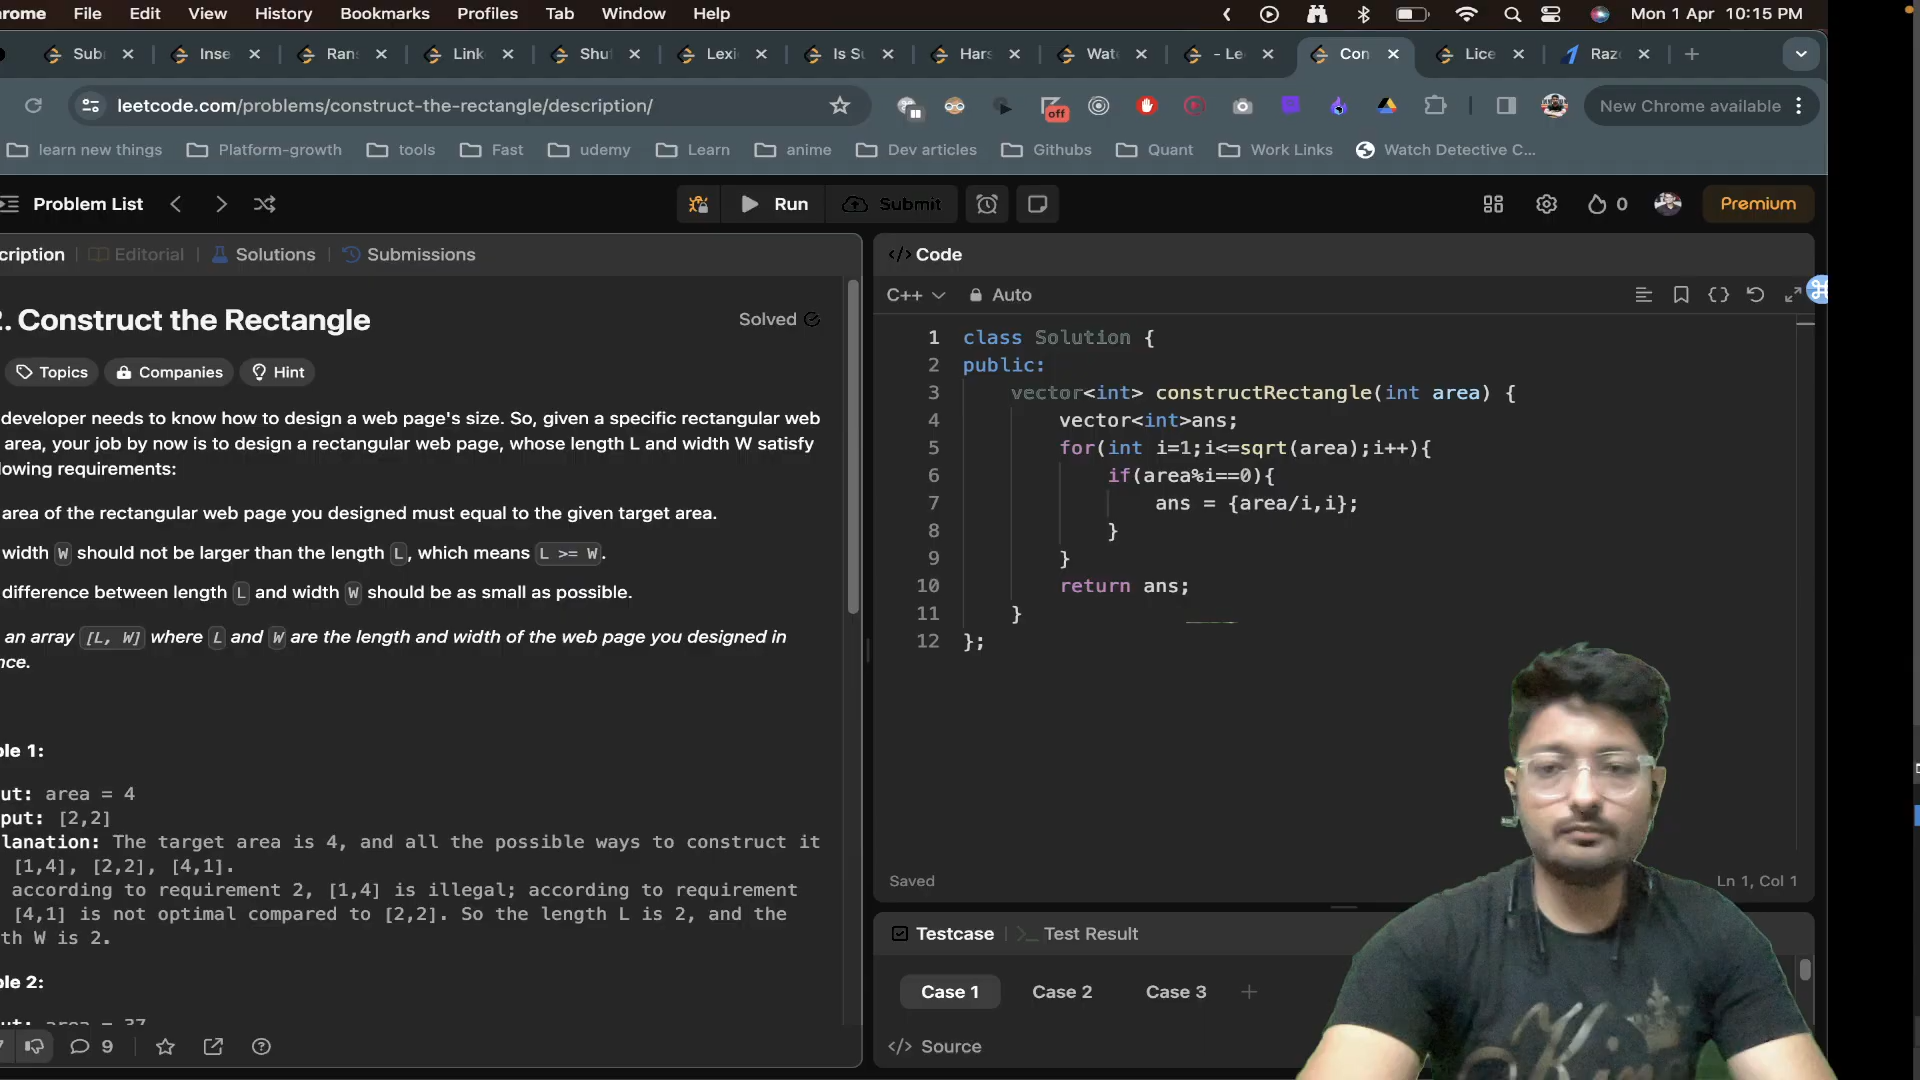 rome File Edit View History Bookmarks Profiles Tab Window Help Mon 1 Apr 10:15 PM
Sub Inse Ran Link Shu Lexi Is Su Hars Wat - Le Con Lice Razo
leetcode.com/problems/construct-the-rectangle/description/ off New Chrome available
learn new things Platform-growth tools Fast udemy Learn anime Dev articles Githubs Quant Work Links Watch Detective C...
Problem List Run Submit 0 Premium
cription Editorial Solutions Submissions
</> Code
C++ Auto
2. Construct the Rectangle Solved
Topics Companies Hint
developer needs to know how to design a web page's size. So, given a specific rectangular web
area, your job by now is to design a rectangular web page, whose length L and width W satisfy
lowing requirements:
area of the rectangular web page you designed must equal to the given target area.
width W should not be larger than the length L, which means L >= W.
difference between length L and width W should be as small as possible.
an array [L, W] where L and W are the length and width of the web page you designed in
nce.
ple 1:
ut: area = 4
put: [2,2]
lanation: The target area is 4, and all the possible ways to construct it
[1,4], [2,2], [4,1].
according to requirement 2, [1,4] is illegal; according to requirement
[4,1] is not optimal compared to [2,2]. So the length L is 2, and the
th W is 2.
ple 2:
ut: area = 37
9
1 class Solution {
2 public:
3 vector<int> constructRectangle(int area) {
4 vector<int>ans;
5 for(int i=1;i<=sqrt(area);i++){
6 if(area%i==0){
7 ans = {area/i,i};
8 }
9 }
10 return ans;
11 }
12 };
Saved Ln 1, Col 1
Testcase >_ Test Result
Case 1 Case 2 Case 3 +
</> Source